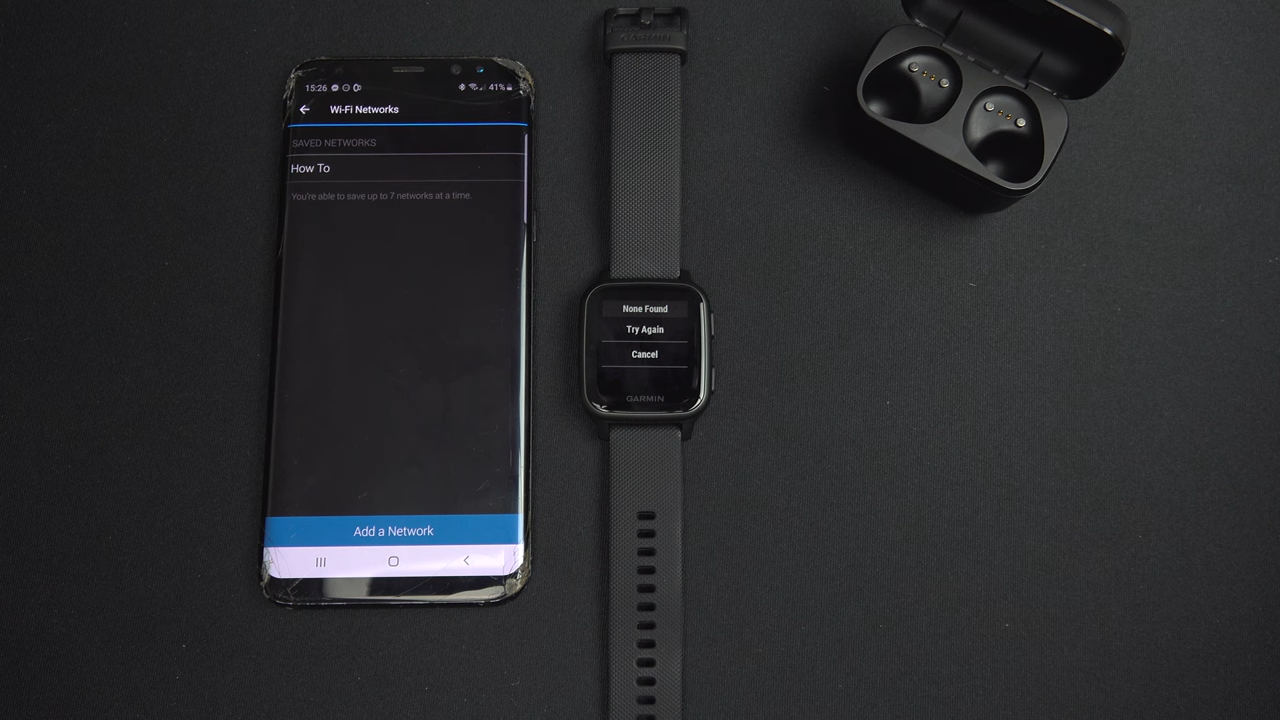 15:26
41%
Wi-Fi Networks
SAVED NETWORKS
How To
You're able to save up to 7 networks at a time.
Add a Network
GARMIN
None Found
Try Again
Cancel
GARMIN